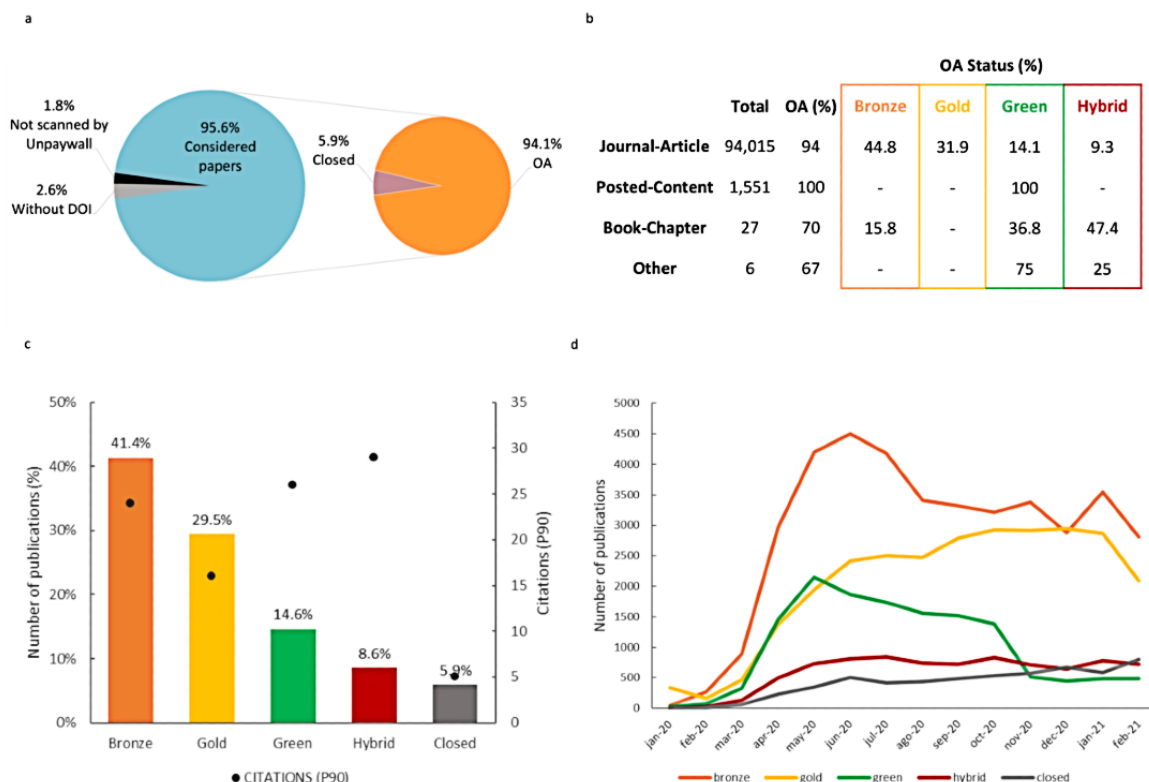 a
1.8%
Not scanned by
Unpaywall
2.6%
Without DOI
95.6%
Considered
papers
5.9%
Closed
94.1%
OA
b
OA Status (%)
Total OA (%) Bronze Gold Green Hybrid
Journal-Article 94,015 94 44.8 31.9 14.1 9.3
Posted-Content 1,551 100 - - 100 -
Book-Chapter 27 70 15.8 - 36.8 47.4
Other 6 67 - - 75 25
c
Number of publications (%)
50%
40%
30%
20%
10%
0%
41.4%
29.5%
14.6%
8.6%
5.9%
35
30
25
20
15
10
5
0
Citations (P90)
Bronze Gold Green Hybrid Closed
CITATIONS (P90)
d
Number of publications
5000
4500
4000
3500
3000
2500
2000
1500
1000
500
0
jan-20 feb-20 mar-20 apr-20 may-20 jun-20 jul-20 ago-20 sep-20 oct-20 nov-20 dec-20 jan-21 feb-21
bronze gold green hybrid closed